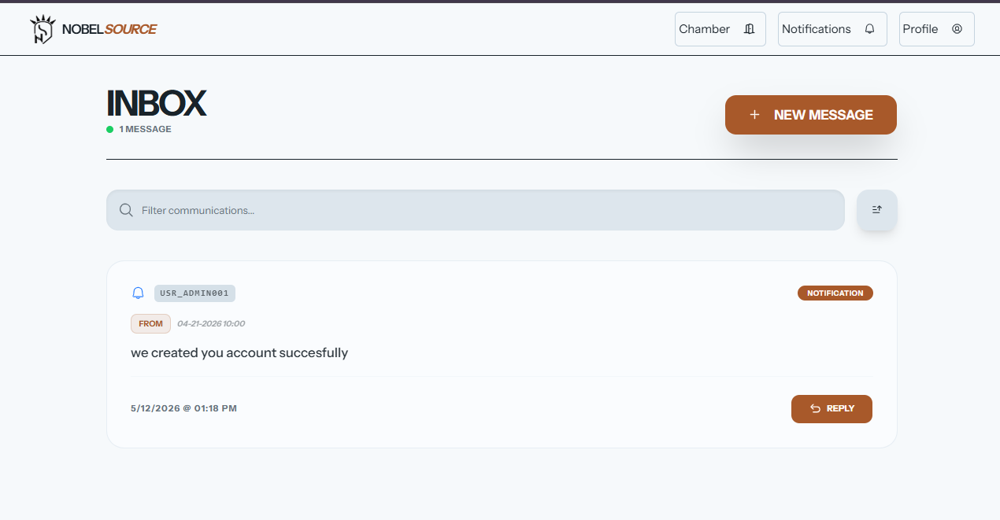 NOBELSOURCE
Chamber
Notifications
Profile
INBOX
1 MESSAGE
+ NEW MESSAGE
Filter communications...
USR_ADMIN001
NOTIFICATION
FROM 04-21-2026 10:00
we created you account succesfully
5/12/2026 @ 01:18 PM
REPLY